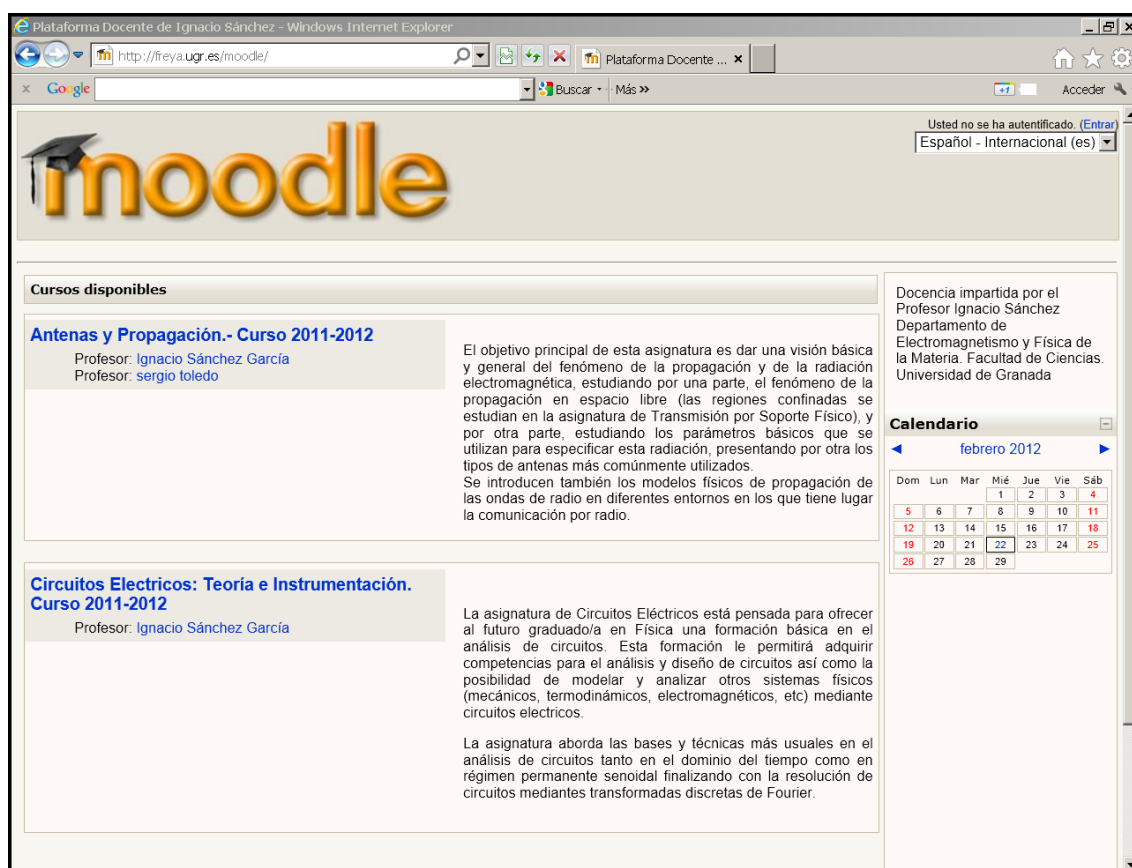 Plataforma Docente de Ignacio Sánchez - Windows Internet Explorer
http://freya.ugr.es/moodle/
Plataforma Docente ...
Google
Buscar
Más »
+1
Acceder
moodle
Usted no se ha autentificado. (Entrar)
Español - Internacional (es)
Cursos disponibles
Antenas y Propagación.- Curso 2011-2012
Profesor: Ignacio Sánchez García
Profesor: sergio toledo
El objetivo principal de esta asignatura es dar una visión básica
y general del fenómeno de la propagación y de la radiación
electromagnética, estudiando por una parte, el fenómeno de la
propagación en espacio libre (las regiones confinadas se
estudian en la asignatura de Transmisión por Soporte Físico), y
por otra parte, estudiando los parámetros básicos que se
utilizan para especificar esta radiación, presentando por otra los
tipos de antenas más comúnmente utilizados.
Se introducen también los modelos físicos de propagación de
las ondas de radio en diferentes entornos en los que tiene lugar
la comunicación por radio.
Circuitos Electricos: Teoría e Instrumentación.
Curso 2011-2012
Profesor: Ignacio Sánchez García
La asignatura de Circuitos Eléctricos está pensada para ofrecer
al futuro graduado/a en Física una formación básica en el
análisis de circuitos. Esta formación le permitirá adquirir
competencias para el análisis y diseño de circuitos así como la
posibilidad de modelar y analizar otros sistemas físicos
(mecánicos, termodinámicos, electromagnéticos, etc) mediante
circuitos electricos.
La asignatura aborda las bases y técnicas más usuales en el
análisis de circuitos tanto en el dominio del tiempo como en
régimen permanente senoidal finalizando con la resolución de
circuitos mediantes transformadas discretas de Fourier.
Docencia impartida por el
Profesor Ignacio Sánchez
Departamento de
Electromagnetismo y Física de
la Materia. Facultad de Ciencias.
Universidad de Granada
Calendario
febrero 2012
Dom Lun Mar Mié Jue Vie Sáb
1 2 3 4
5 6 7 8 9 10 11
12 13 14 15 16 17 18
19 20 21 22 23 24 25
26 27 28 29